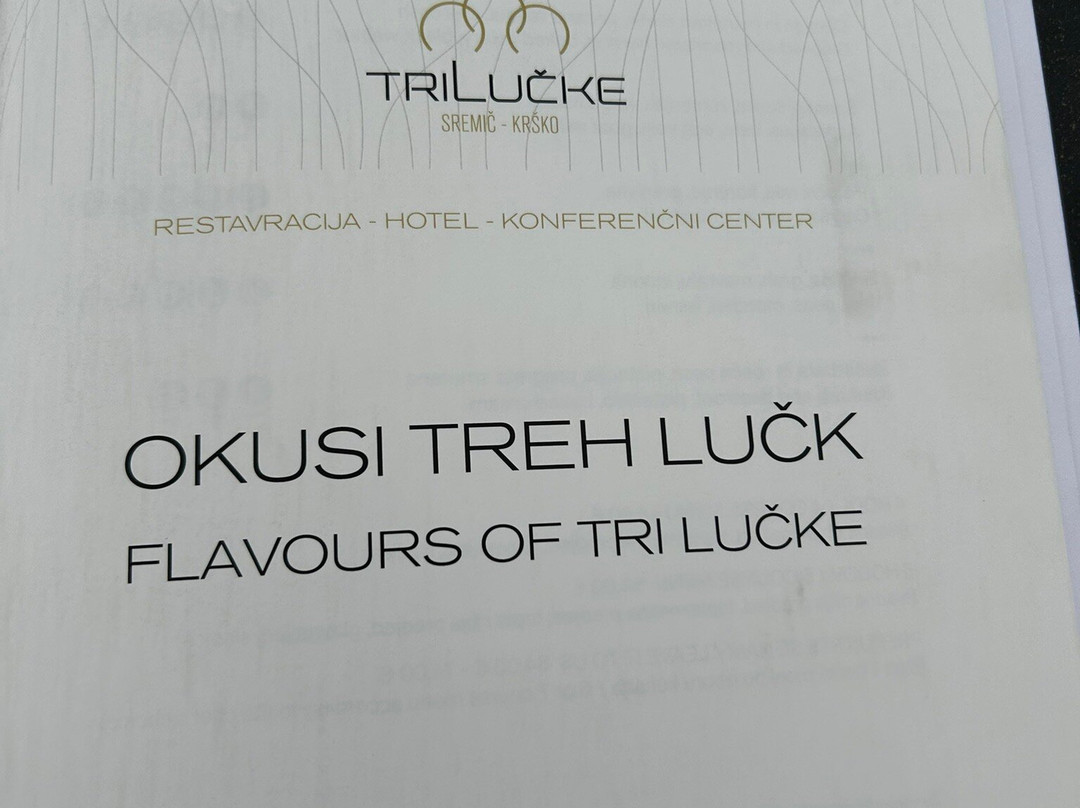 TRILUČKE
SREMIČ - KRŠKO
RESTAVRACIJA - HOTEL - KONFERENČNI CENTER
OKUSI TREH LUČK
FLAVOURS OF TRI LUČKE